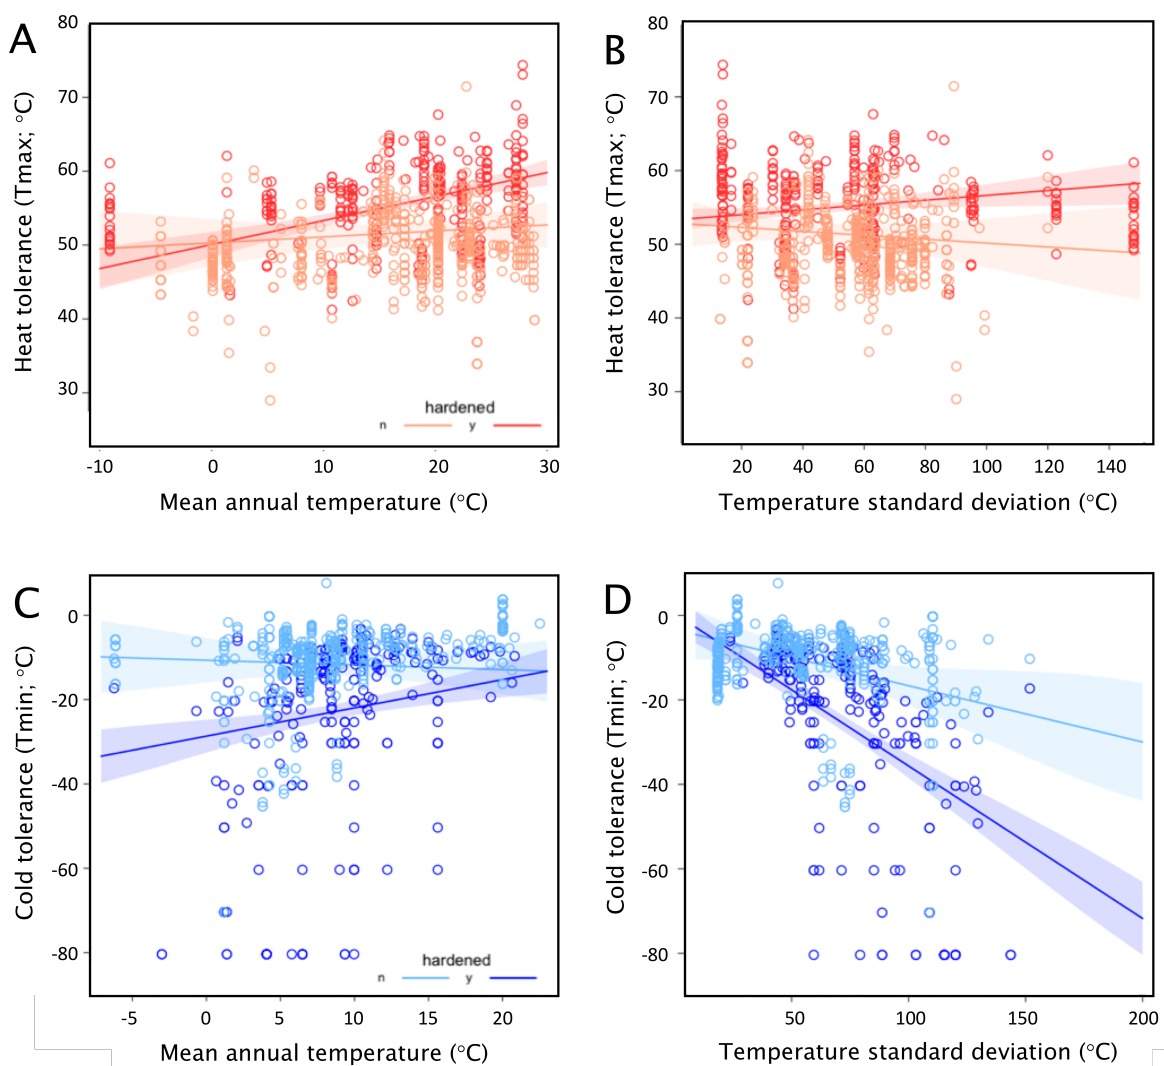 A
80
70
60
50
40
30
Heat tolerance (Tmax; °C)
hardened
n y
-10 0 10 20 30
Mean annual temperature (°C)
B
80
70
60
50
40
30
Heat tolerance (Tmax; °C)
20 40 60 80 100 120 140
Temperature standard deviation (°C)
C
0
-20
-40
-60
-80
Cold tolerance (Tmin; °C)
hardened
n y
-5 0 5 10 15 20
Mean annual temperature (°C)
D
0
-20
-40
-60
-80
Cold tolerance (Tmin; °C)
50 100 150 200
Temperature standard deviation (°C)